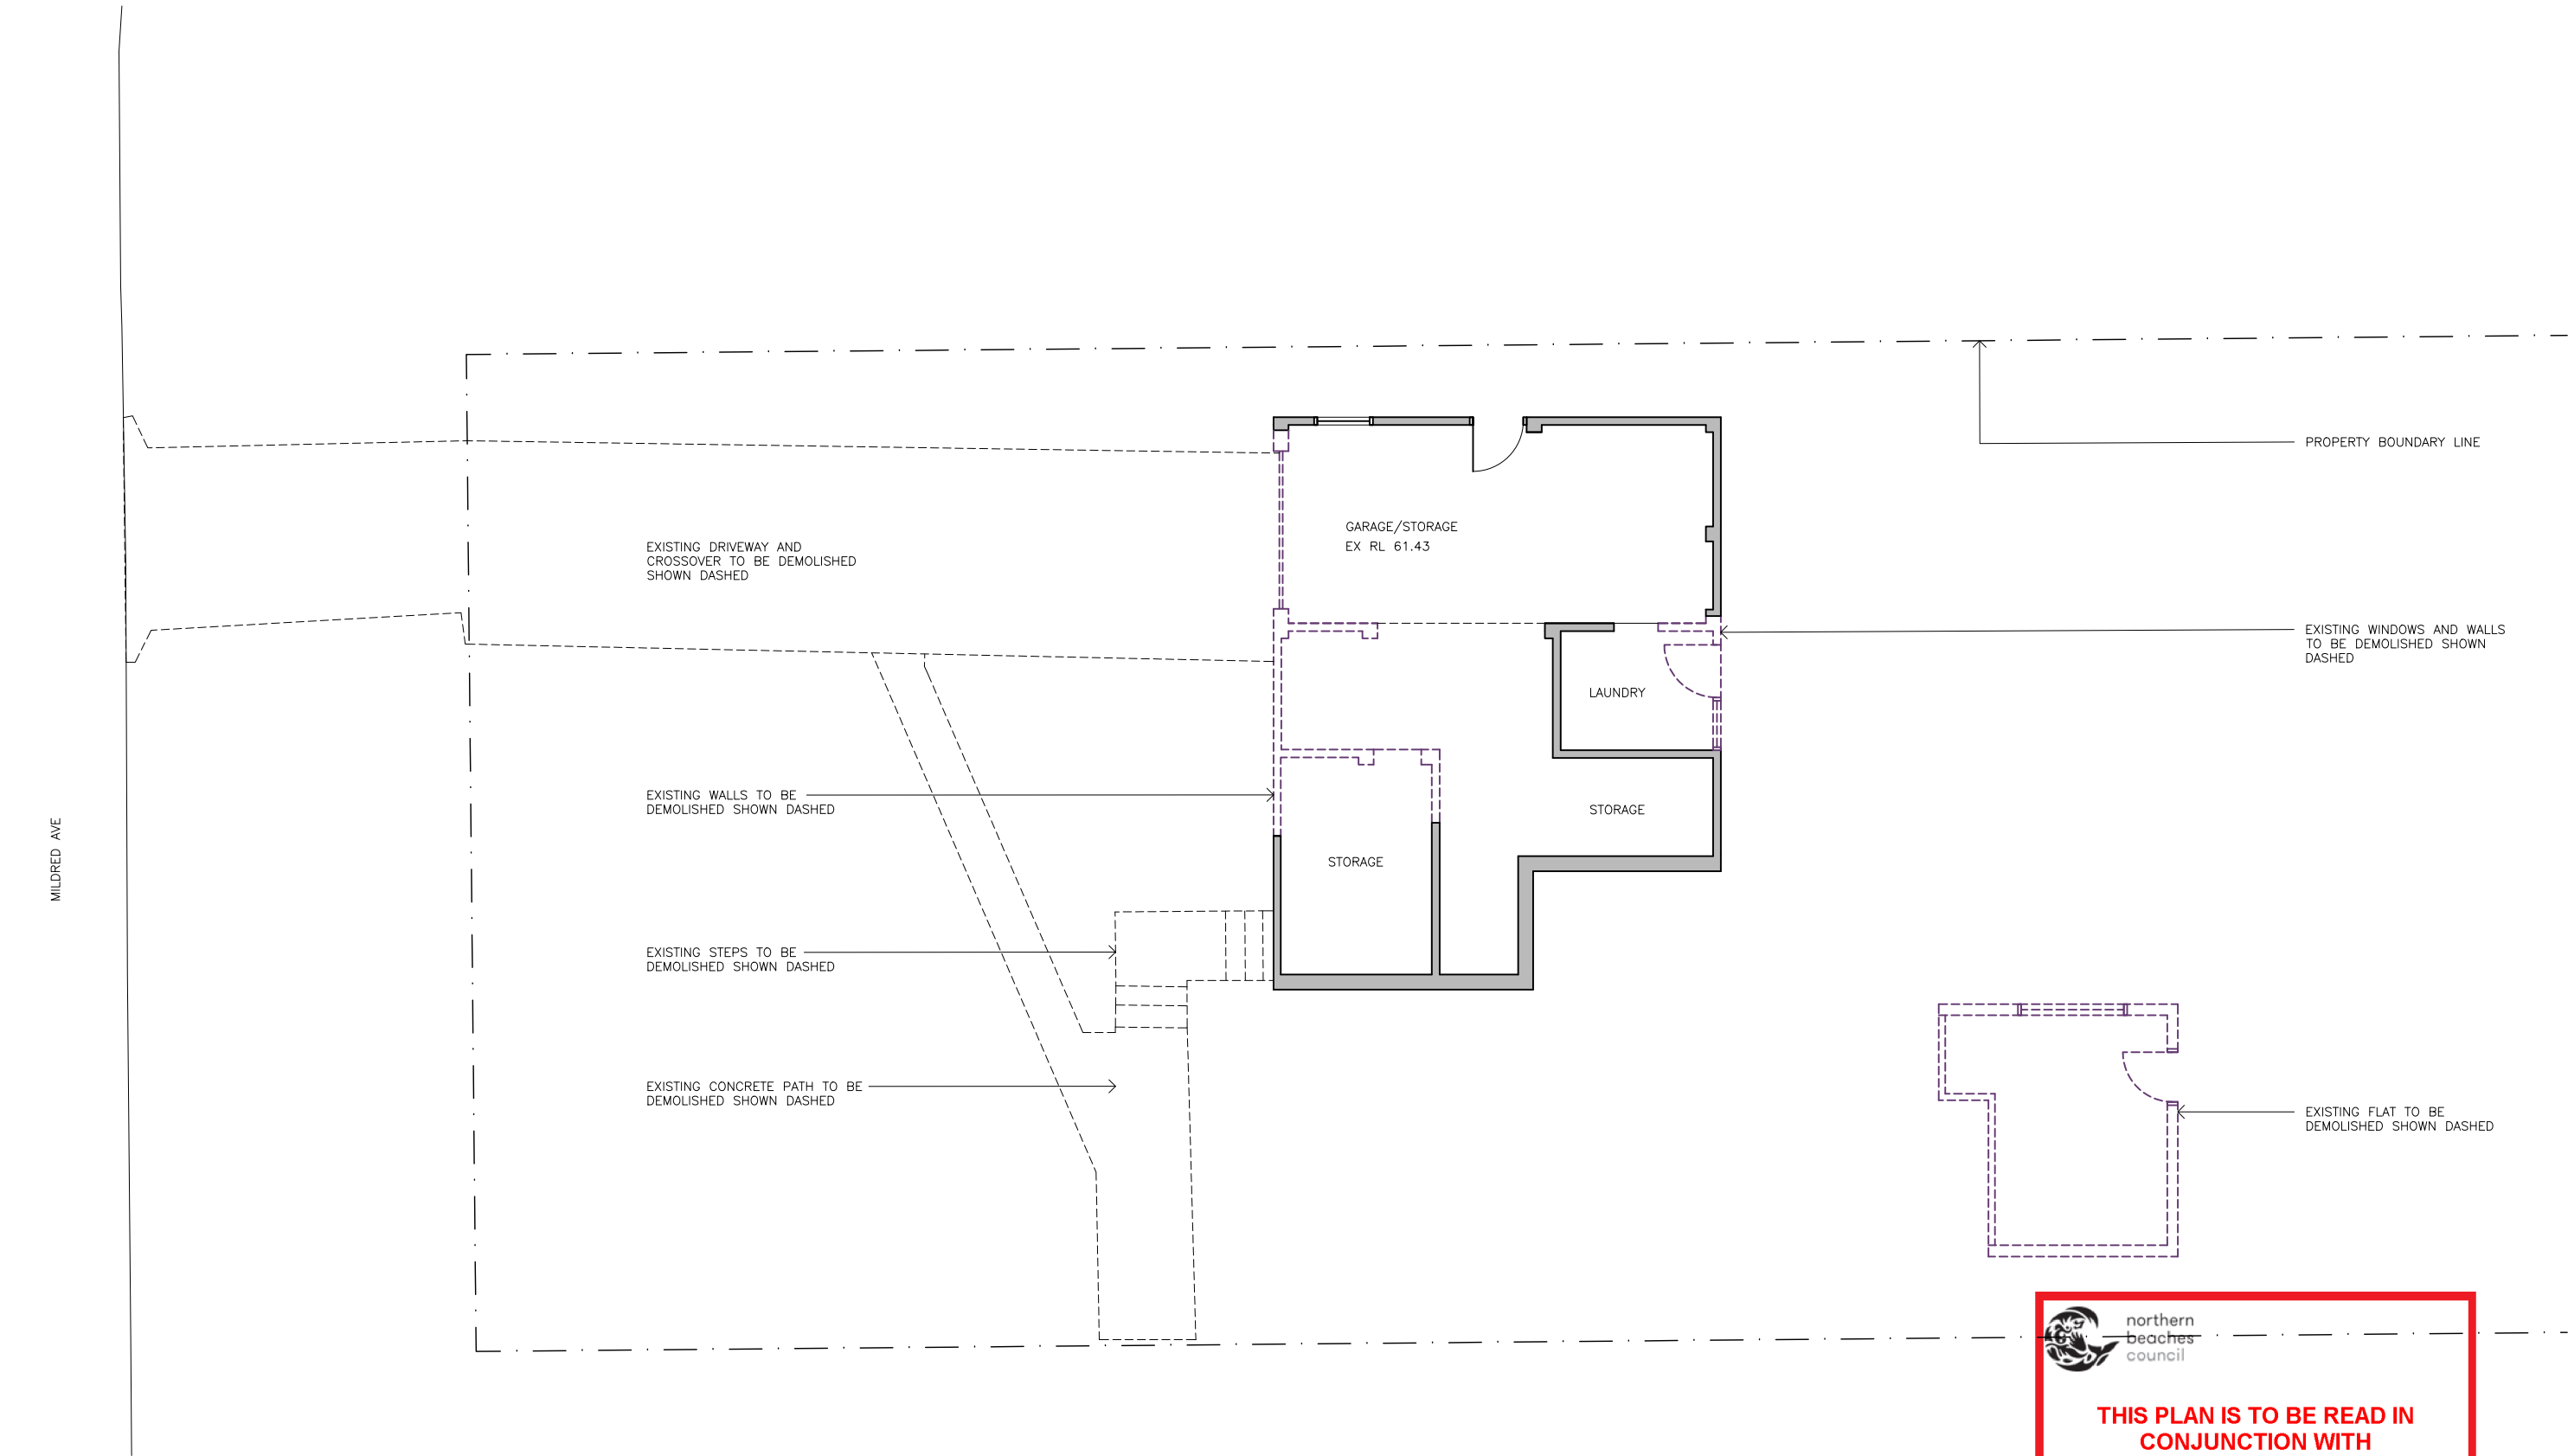 PROPERTY BOUNDARY LINE
GARAGE/STORAGE
EX RL 61.43
EXISTING DRIVEWAY AND
CROSSOVER TO BE DEMOLISHED
SHOWN DASHED
EXISTING WINDOWS AND WALLS
TO BE DEMOLISHED SHOWN
DASHED
LAUNDRY
EXISTING WALLS TO BE
DEMOLISHED SHOWN DASHED
STORAGE
STORAGE
MILDRED AVE
EXISTING STEPS TO BE
DEMOLISHED SHOWN DASHED
EXISTING CONCRETE PATH TO BE
DEMOLISHED SHOWN DASHED
EXISTING FLAT TO BE
DEMOLISHED SHOWN DASHED
northern
beaches
council
THIS PLAN IS TO BE READ IN
CONJUNCTION WITH